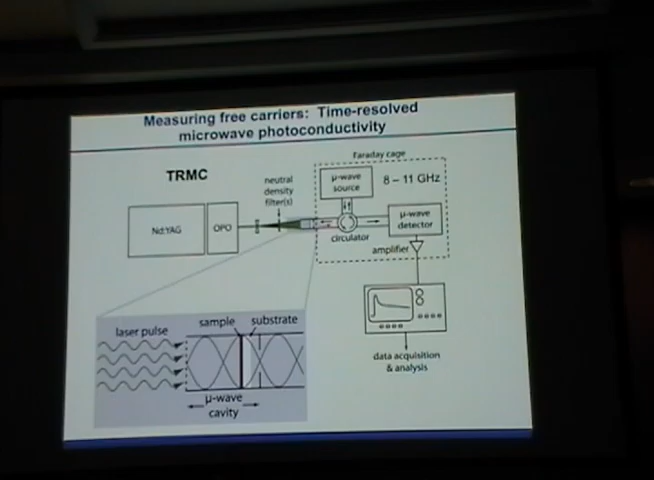 Measuring free carriers: Time-resolved
microwave photoconductivity
TRMC
neutral
density
filter(s)
Faraday cage
μ-wave
source
8 – 11 GHz
Nd:YAG
OPO
circulator
μ-wave
detector
amplifier
data acquisition
& analysis
laser pulse
sample
substrate
μ-wave
cavity